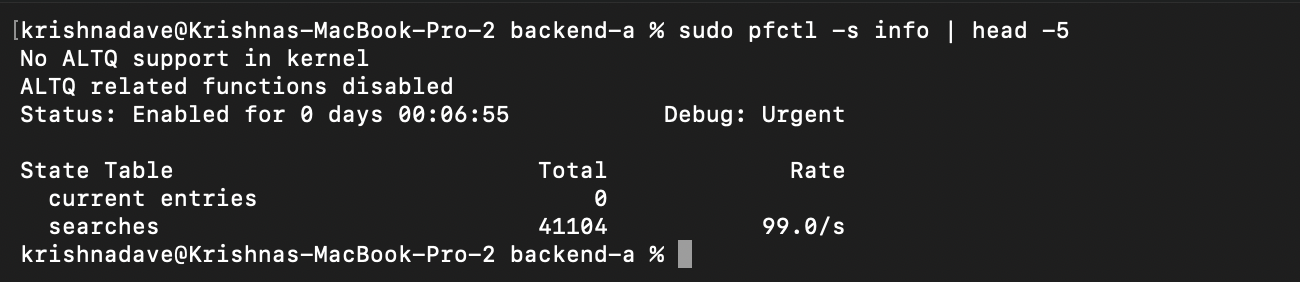 [krishnadave@Krishnas-MacBook-Pro-2 backend-a % sudo pfctl -s info | head -5
No ALTQ support in kernel
ALTQ related functions disabled
Status: Enabled for 0 days 00:06:55 Debug: Urgent
State Table Total Rate
current entries 0
searches 41104 99.0/s
krishnadave@Krishnas-MacBook-Pro-2 backend-a %